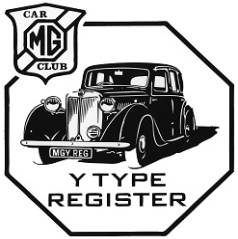 CAR
MG
CLUB
MGY REG
Y TYPE
REGISTER